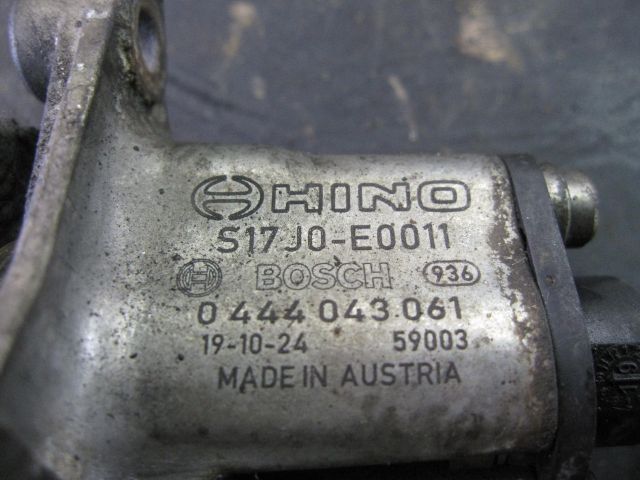 HINO
S17J0-E0011
BOSCH 936
0 444 043 061
19-10-24 59003
MADE IN AUSTRIA